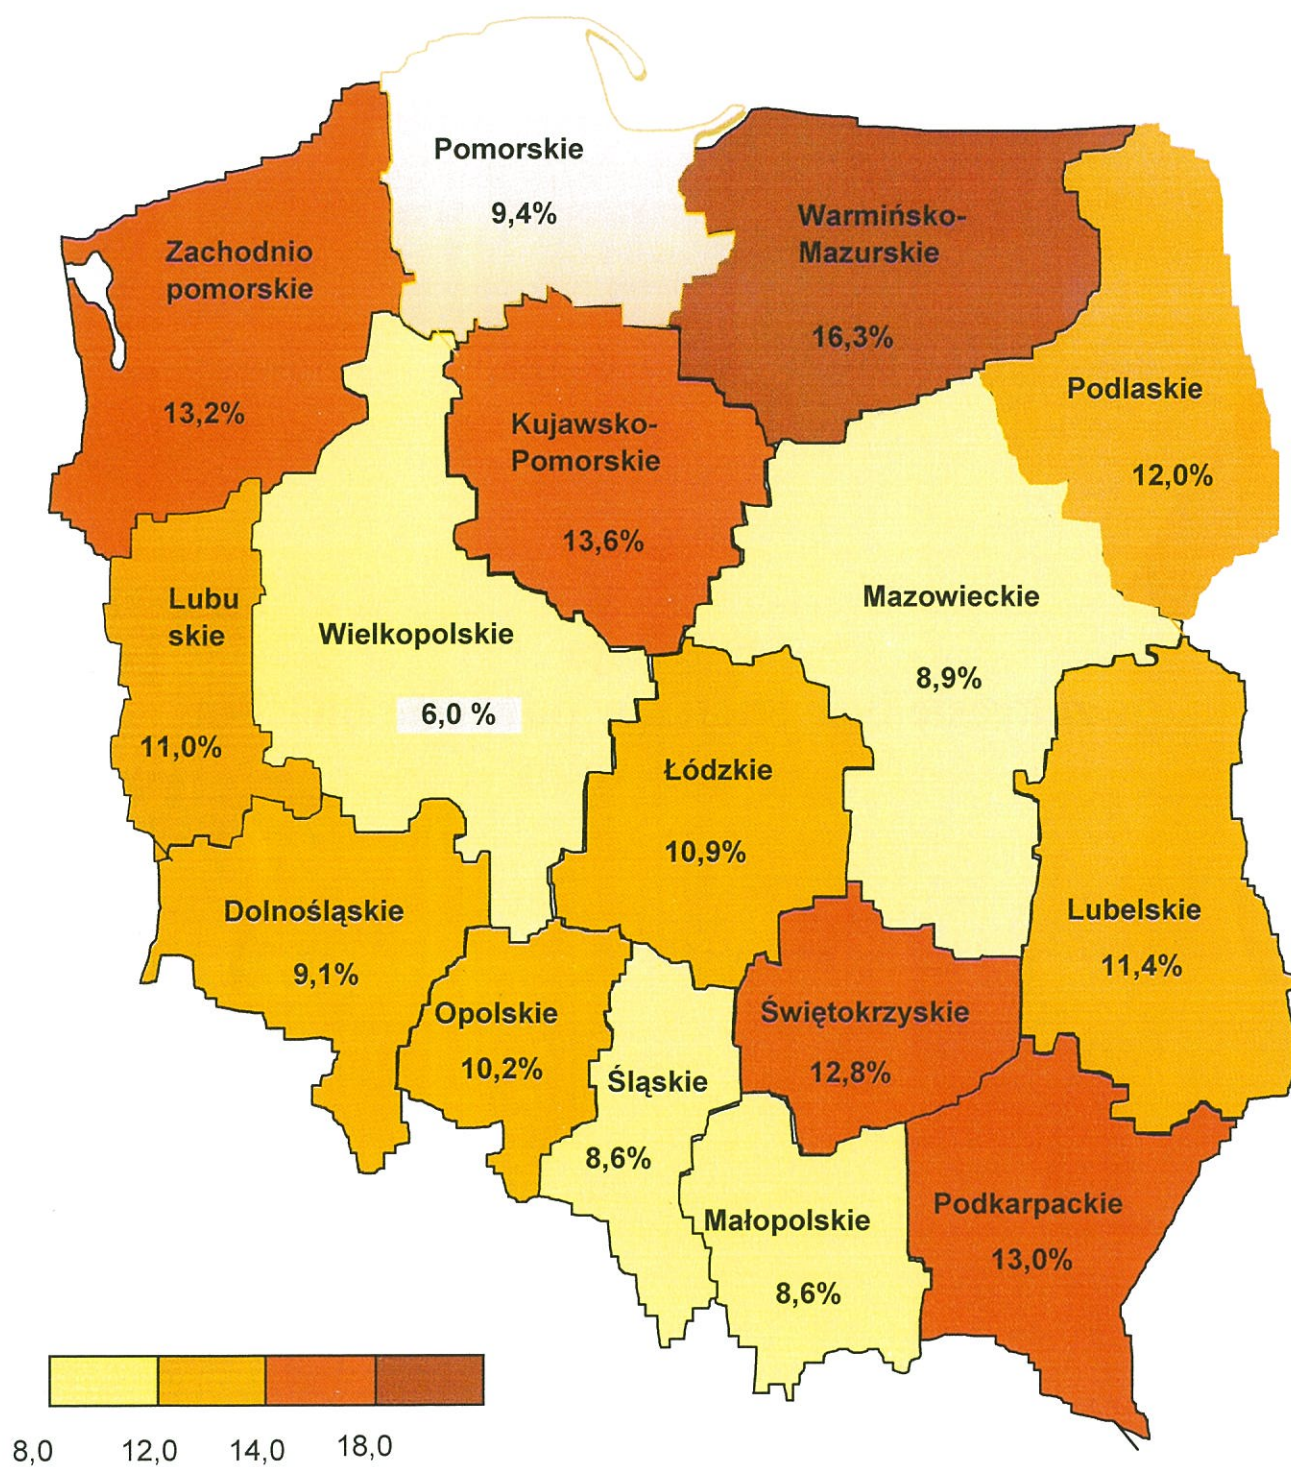 Pomorskie
9,4%
Warmińsko-
Mazurskie
16,3%
Zachodnio
pomorskie
13,2%
Podlaskie
12,0%
Kujawsko-
Pomorskie
13,6%
Lubu
skie
11,0%
Wielkopolskie
6,0 %
Mazowieckie
8,9%
Łódzkie
10,9%
Dolnośląskie
9,1%
Lubelskie
11,4%
Opolskie
10,2%
Śląskie
8,6%
Świętokrzyskie
12,8%
Małopolskie
8,6%
Podkarpackie
13,0%
8,0 12,0 14,0 18,0